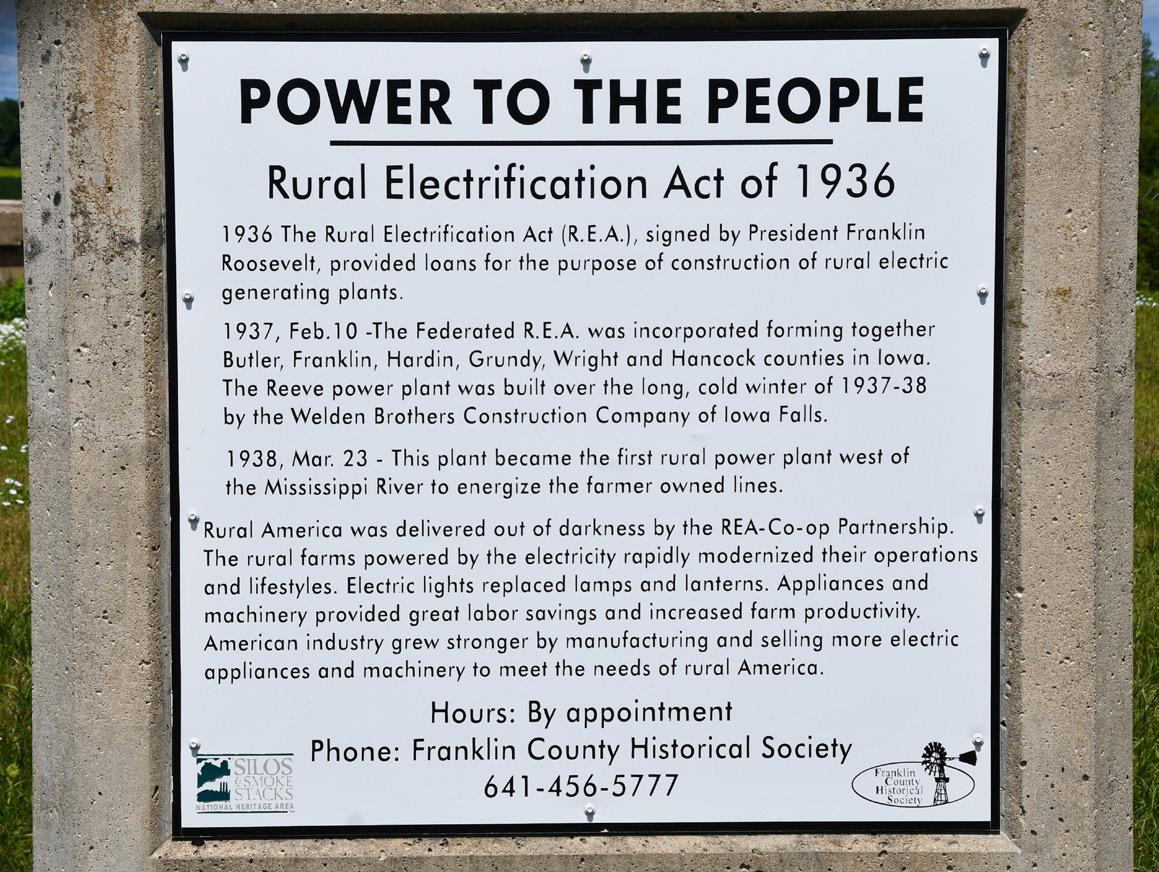 POWER TO THE PEOPLE
Rural Electrification Act of 1936
1936 The Rural Electrification Act (R.E.A.), signed by President Franklin
Roosevelt, provided loans for the purpose of construction of rural electric
generating plants.
1937, Feb.10 -The Federated R.E.A. was incorporated forming together
Butler, Franklin, Hardin, Grundy, Wright and Hancock counties in Iowa.
The Reeve power plant was built over the long, cold winter of 1937-38
by the Welden Brothers Construction Company of Iowa Falls.
1938, Mar. 23 - This plant became the first rural power plant west of
the Mississippi River to energize the farmer owned lines.
Rural America was delivered out of darkness by the REA-Co-op Partnership.
The rural farms powered by the electricity rapidly modernized their operations
and lifestyles. Electric lights replaced lamps and lanterns. Appliances and
machinery provided great labor savings and increased farm productivity.
American industry grew stronger by manufacturing and selling more electric
appliances and machinery to meet the needs of rural America.
Hours: By appointment
Phone: Franklin County Historical Society
641-456-5777
SILOS
& SMOKE
STACKS
NATIONAL HERITAGE AREA
Franklin
County
Historical
Society